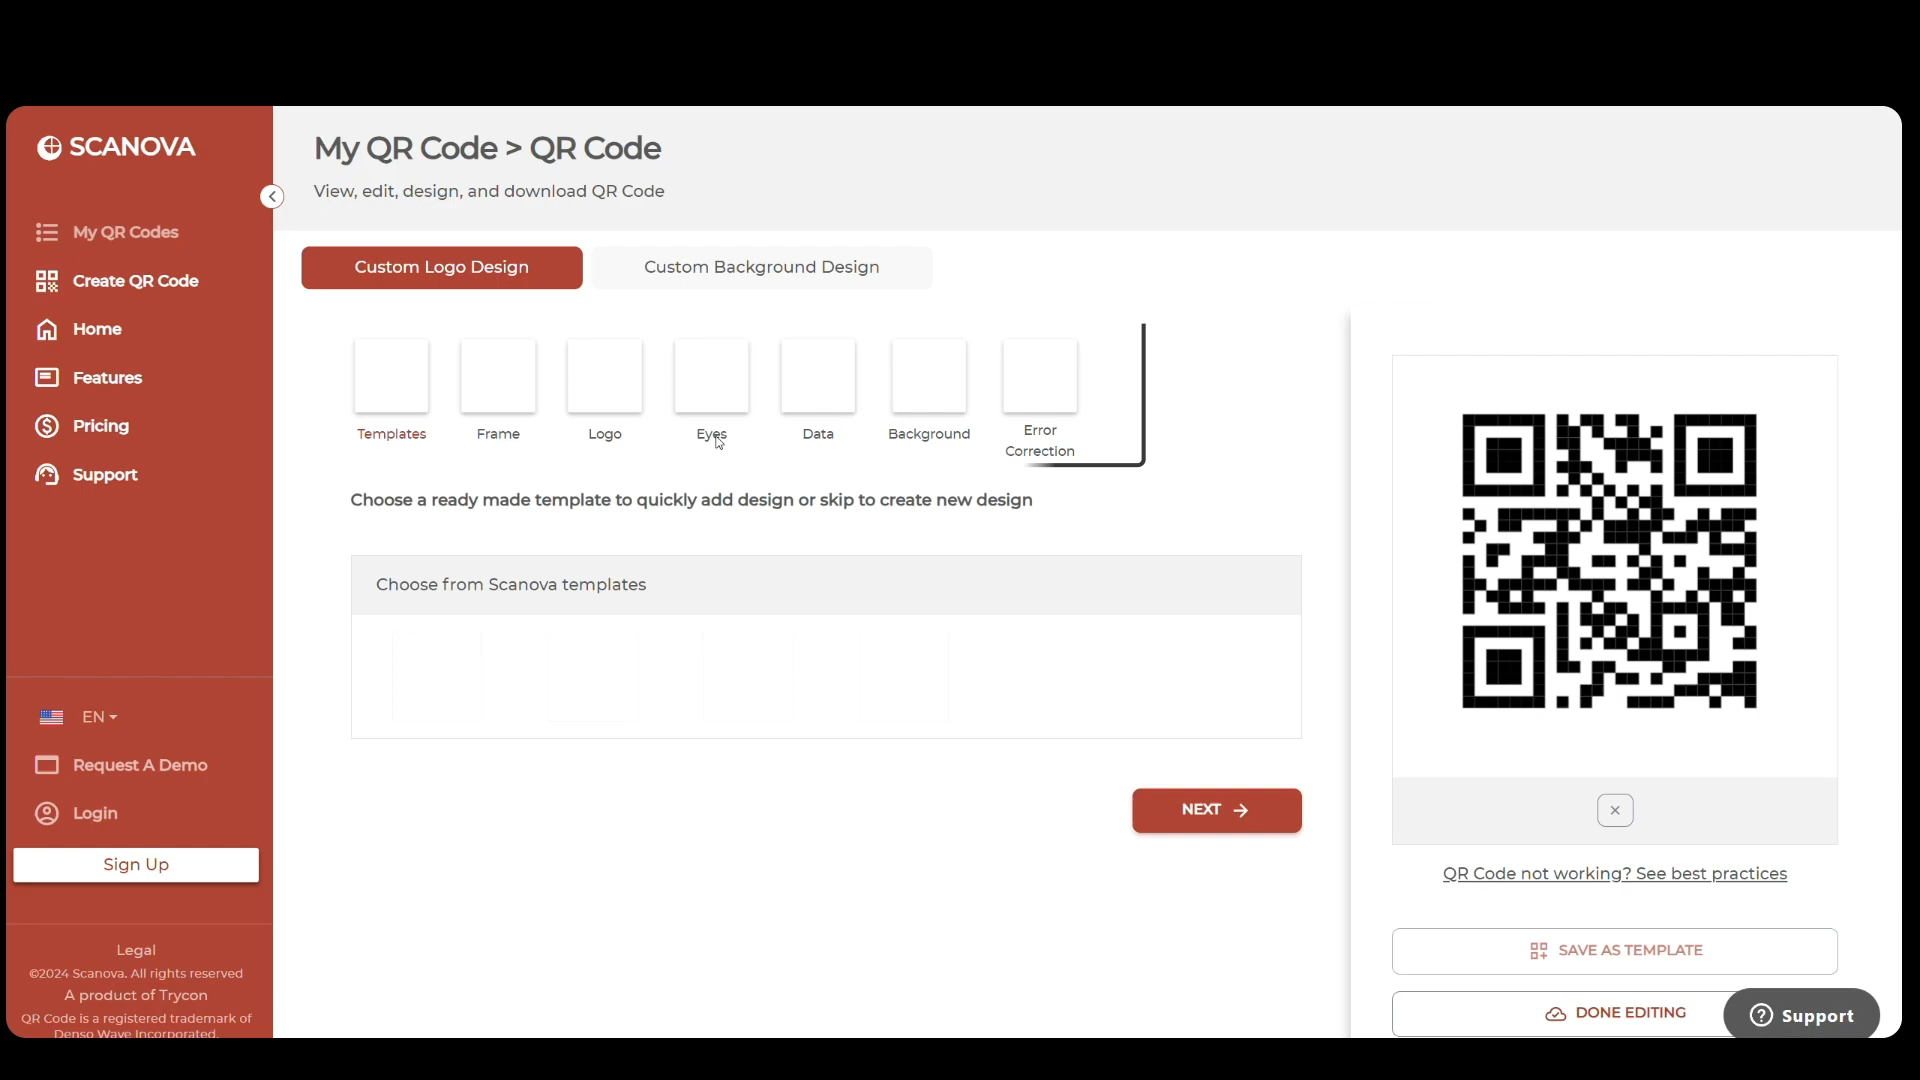 SCANOVA
My QR Codes
Create QR Code
Home
Features
Pricing
Support
EN
Request A Demo
Login
Sign Up
Legal
©2024 Scanova. All rights reserved
A product of Trycon
QR Code is a registered trademark of
Denso Wave Incorporated.
My QR Code > QR Code
View, edit, design, and download QR Code
Custom Logo Design
Custom Background Design
Templates
Frame
Logo
Eyes
Data
Background
Error
Correction
Choose a ready made template to quickly add design or skip to create new design
Choose from Scanova templates
NEXT
QR Code not working? See best practices
SAVE AS TEMPLATE
DONE EDITING
Support